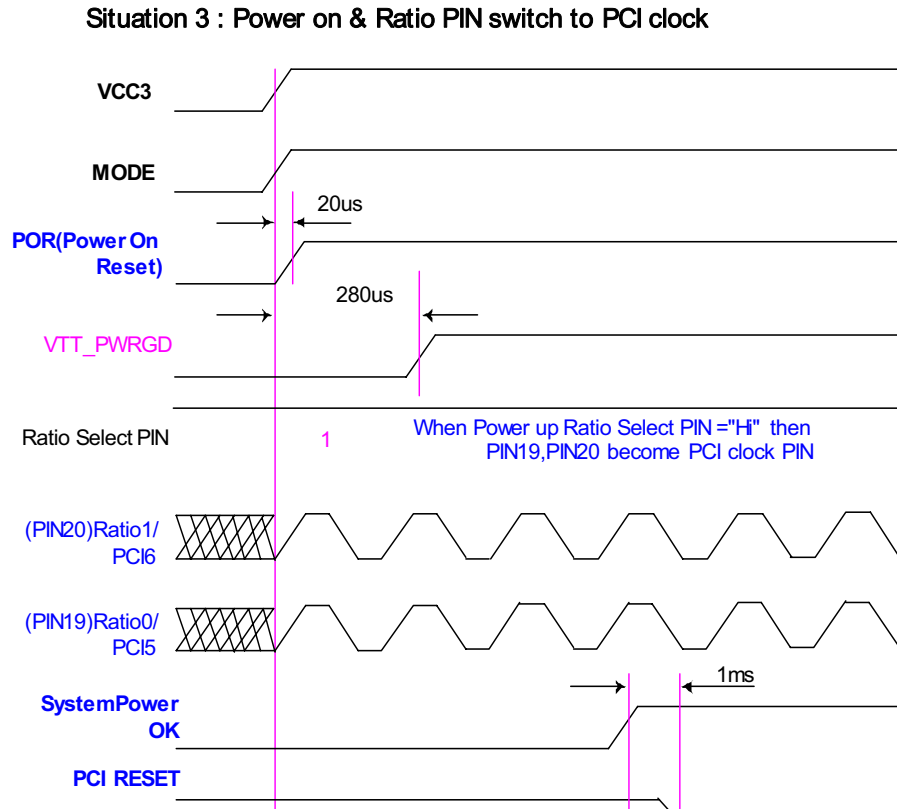 Situation 3 : Power on & Ratio PIN switch to PCI clock
VCC3
MODE
20us
POR(Power On
Reset)
280us
VTT_PWRGD
Ratio Select PIN
1
When Power up Ratio Select PIN ="Hi" then
PIN19,PIN20 become PCI clock PIN
(PIN20)Ratio1/
PCI6
(PIN19)Ratio0/
PCI5
1ms
SystemPower
OK
PCI RESET